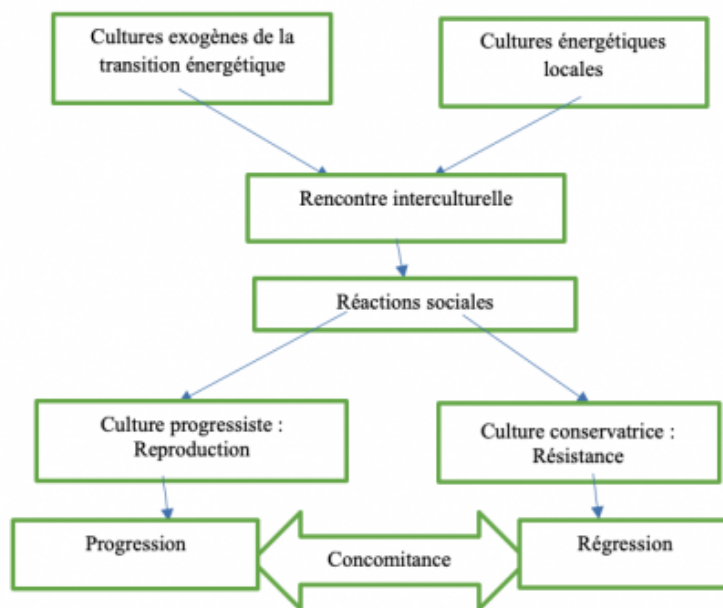 Cultures exogènes de la
transition énergétique
Cultures énergétiques
locales
Rencontre interculturelle
Réactions sociales
Culture progressiste :
Reproduction
Culture conservatrice :
Résistance
Progression
Concomitance
Régression